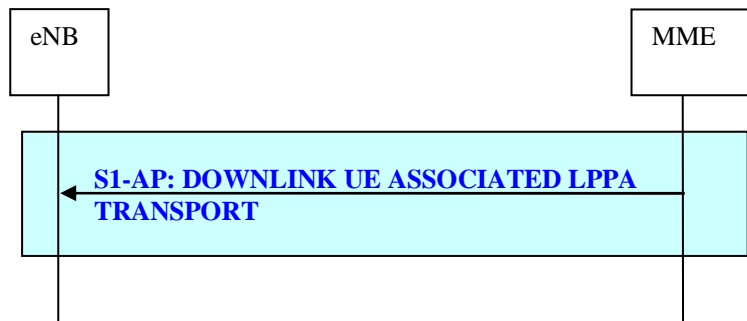 eNB
MME
S1-AP: DOWNLINK UE ASSOCIATED LPPA
TRANSPORT